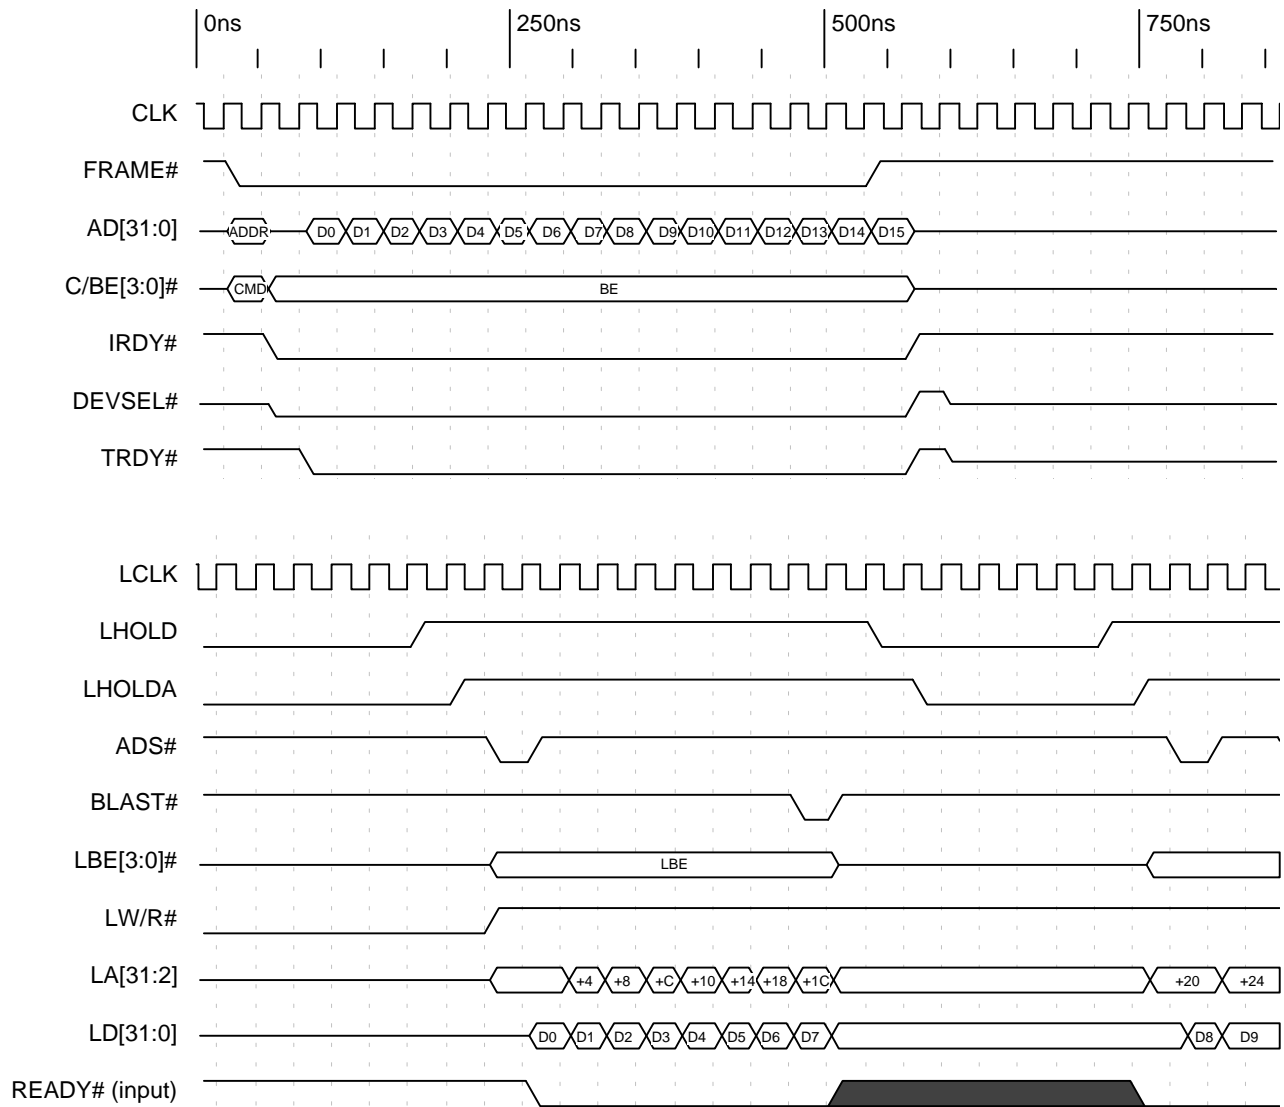 0ns 250ns 500ns 750ns
CLK
FRAME#
AD[31:0] ADDR D0 D1 D2 D3 D4 D5 D6 D7 D8 D9 D10 D11 D12 D13 D14 D15
C/BE[3:0]# CMD BE
IRDY#
DEVSEL#
TRDY#
LCLK
LHOLD
LHOLDA
ADS#
BLAST#
LBE[3:0]# LBE
LW/R#
LA[31:2] +4 +8 +C +10 +14 +18 +1C +20 +24
LD[31:0] D0 D1 D2 D3 D4 D5 D6 D7 D8 D9
READY# (input)